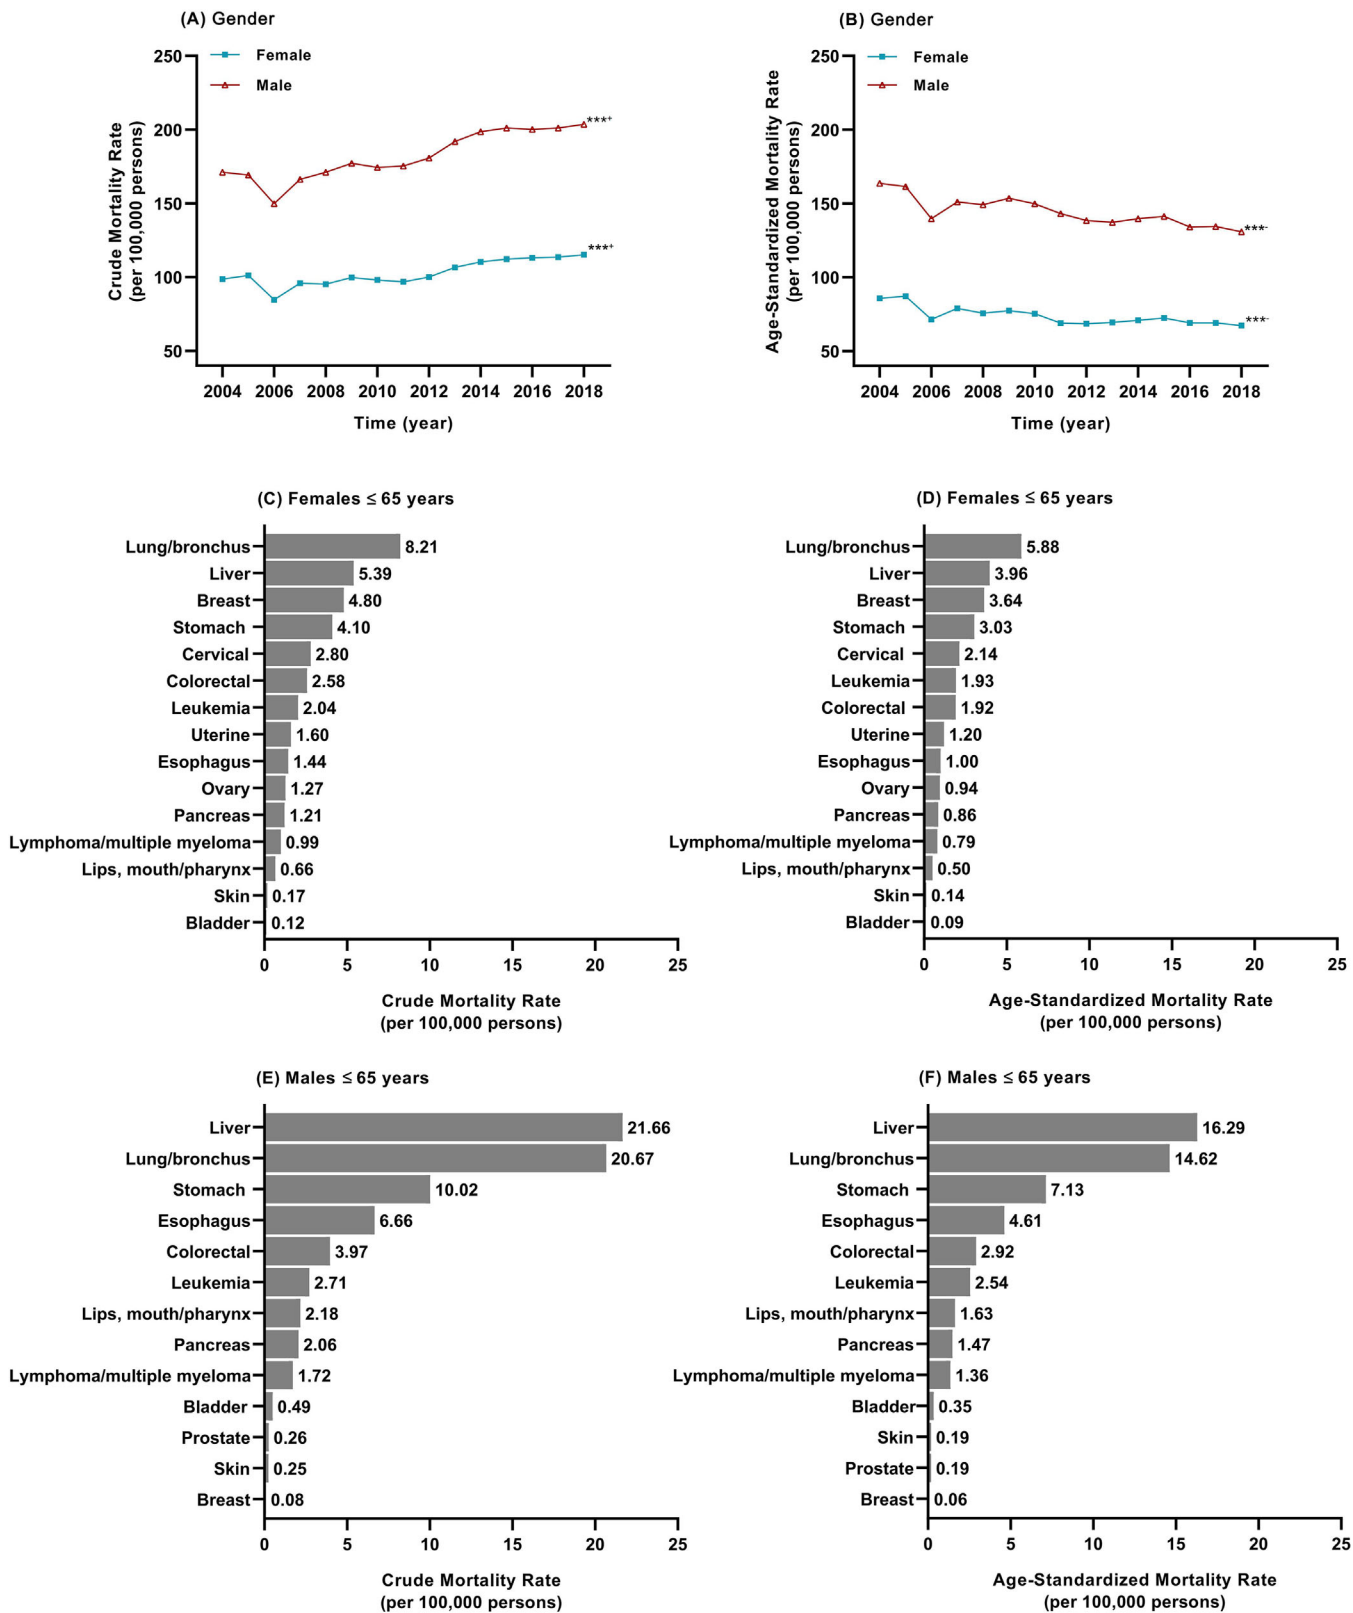 (A) Gender
Female
Male
Crude Mortality Rate
(per 100,000 persons)
250
200
150
100
50
***+
***+
2004 2006 2008 2010 2012 2014 2016 2018
Time (year)
(B) Gender
Female
Male
Age-Standardized Mortality Rate
(per 100,000 persons)
250
200
150
100
50
***-
***-
2004 2006 2008 2010 2012 2014 2016 2018
Time (year)
(C) Females ≤ 65 years
Lung/bronchus 8.21
Liver 5.39
Breast 4.80
Stomach 4.10
Cervical 2.80
Colorectal 2.58
Leukemia 2.04
Uterine 1.60
Esophagus 1.44
Ovary 1.27
Pancreas 1.21
Lymphoma/multiple myeloma 0.99
Lips, mouth/pharynx 0.66
Skin 0.17
Bladder 0.12
0 5 10 15 20 25
Crude Mortality Rate
(per 100,000 persons)
(D) Females ≤ 65 years
Lung/bronchus 5.88
Liver 3.96
Breast 3.64
Stomach 3.03
Cervical 2.14
Leukemia 1.93
Colorectal 1.92
Uterine 1.20
Esophagus 1.00
Ovary 0.94
Pancreas 0.86
Lymphoma/multiple myeloma 0.79
Lips, mouth/pharynx 0.50
Skin 0.14
Bladder 0.09
0 5 10 15 20 25
Age-Standardized Mortality Rate
(per 100,000 persons)
(E) Males ≤ 65 years
Liver 21.66
Lung/bronchus 20.67
Stomach 10.02
Esophagus 6.66
Colorectal 3.97
Leukemia 2.71
Lips, mouth/pharynx 2.18
Pancreas 2.06
Lymphoma/multiple myeloma 1.72
Bladder 0.49
Prostate 0.26
Skin 0.25
Breast 0.08
0 5 10 15 20 25
Crude Mortality Rate
(per 100,000 persons)
(F) Males ≤ 65 years
Liver 16.29
Lung/bronchus 14.62
Stomach 7.13
Esophagus 4.61
Colorectal 2.92
Leukemia 2.54
Lips, mouth/pharynx 1.63
Pancreas 1.47
Lymphoma/multiple myeloma 1.36
Bladder 0.35
Skin 0.19
Prostate 0.19
Breast 0.06
0 5 10 15 20 25
Age-Standardized Mortality Rate
(per 100,000 persons)